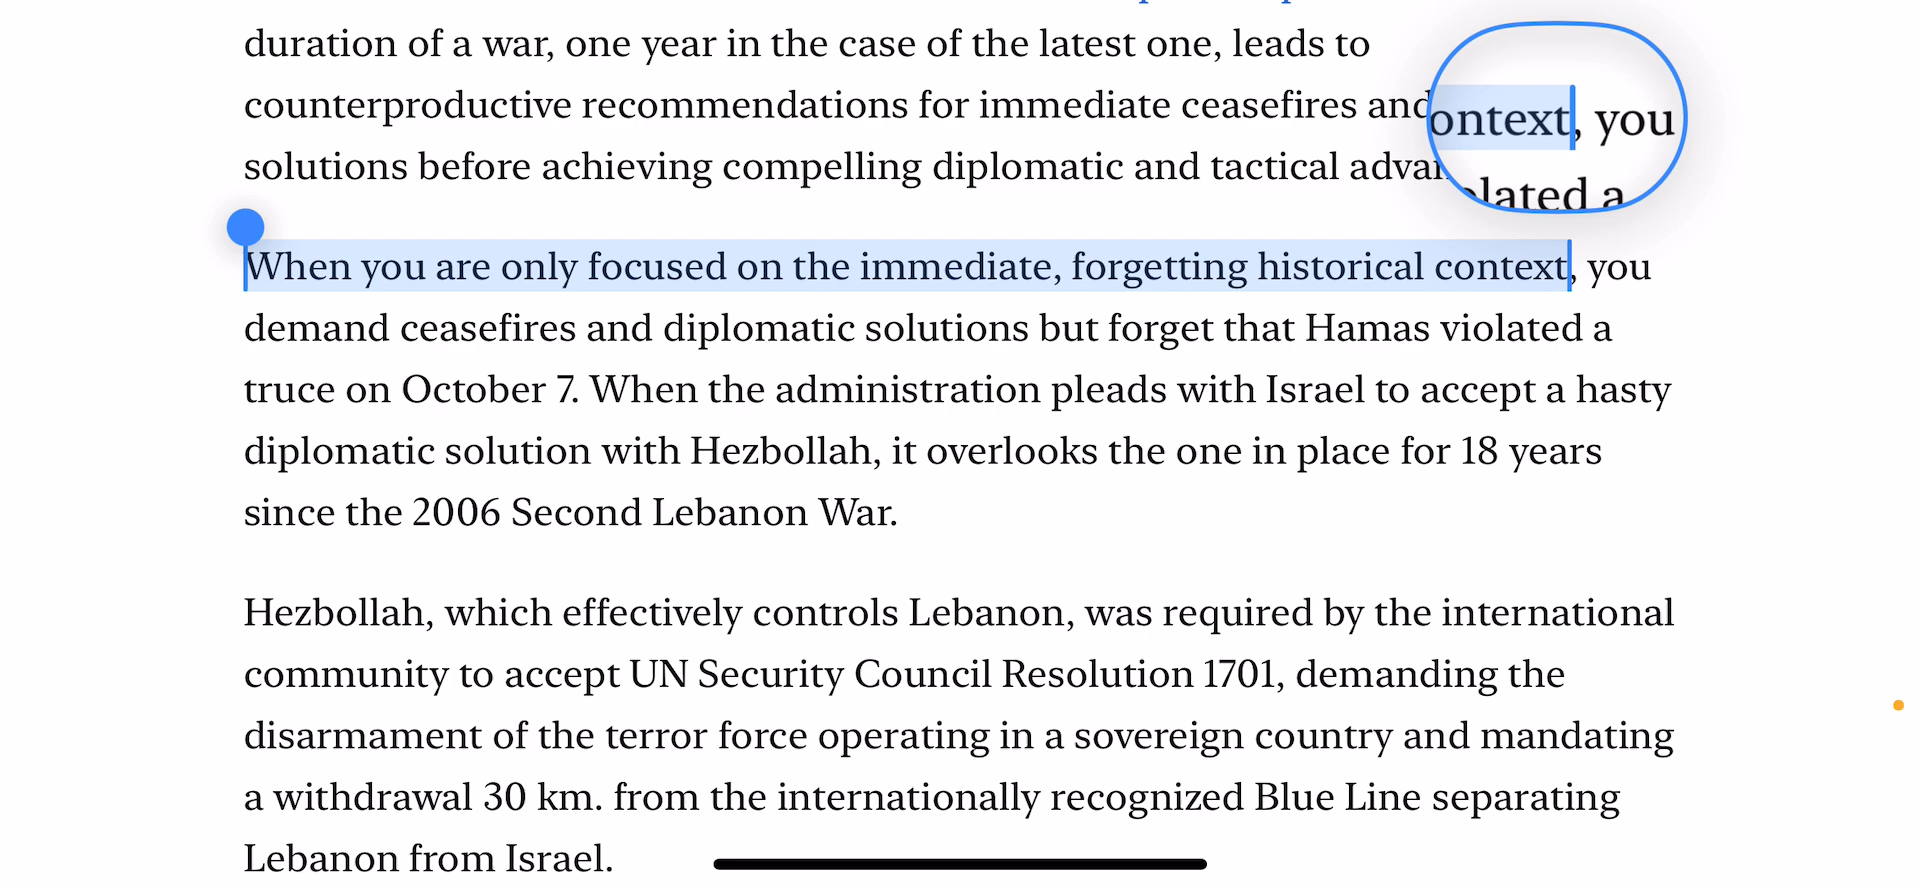 duration of a war, one year in the case of the latest one, leads to
counterproductive recommendations for immediate ceasefires and
solutions before achieving compelling diplomatic and tactical
ontext, you
lated a
When you are only focused on the immediate, forgetting historical context, you
demand ceasefires and diplomatic solutions but forget that Hamas violated a
truce on October 7. When the administration pleads with Israel to accept a hasty
diplomatic solution with Hezbollah, it overlooks the one in place for 18 years
since the 2006 Second Lebanon War.
Hezbollah, which effectively controls Lebanon, was required by the international
community to accept UN Security Council Resolution 1701, demanding the
disarmament of the terror force operating in a sovereign country and mandating
a withdrawal 30 km. from the internationally recognized Blue Line separating
Lebanon from Israel.